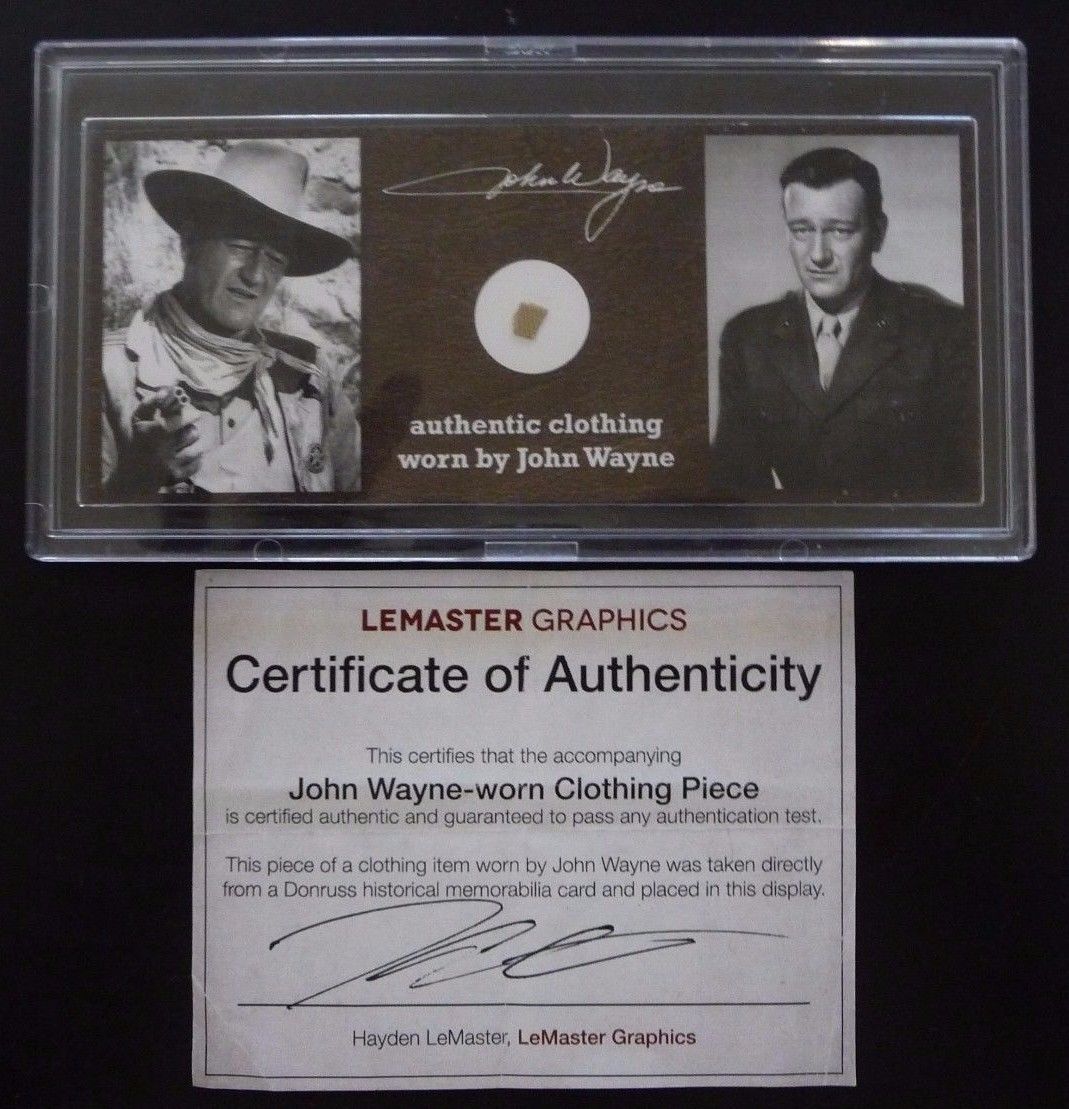 John Wayne
authentic clothing
worn by John Wayne
LEMASTER GRAPHICS
Certificate of Authenticity
This certifies that the accompanying
John Wayne-worn Clothing Piece
is certified authentic and guaranteed to pass any authentication test.
This piece of a clothing item worn by John Wayne was taken directly
from a Donruss historical memorabilia card and placed in this display.
Hayden LeMaster, LeMaster Graphics